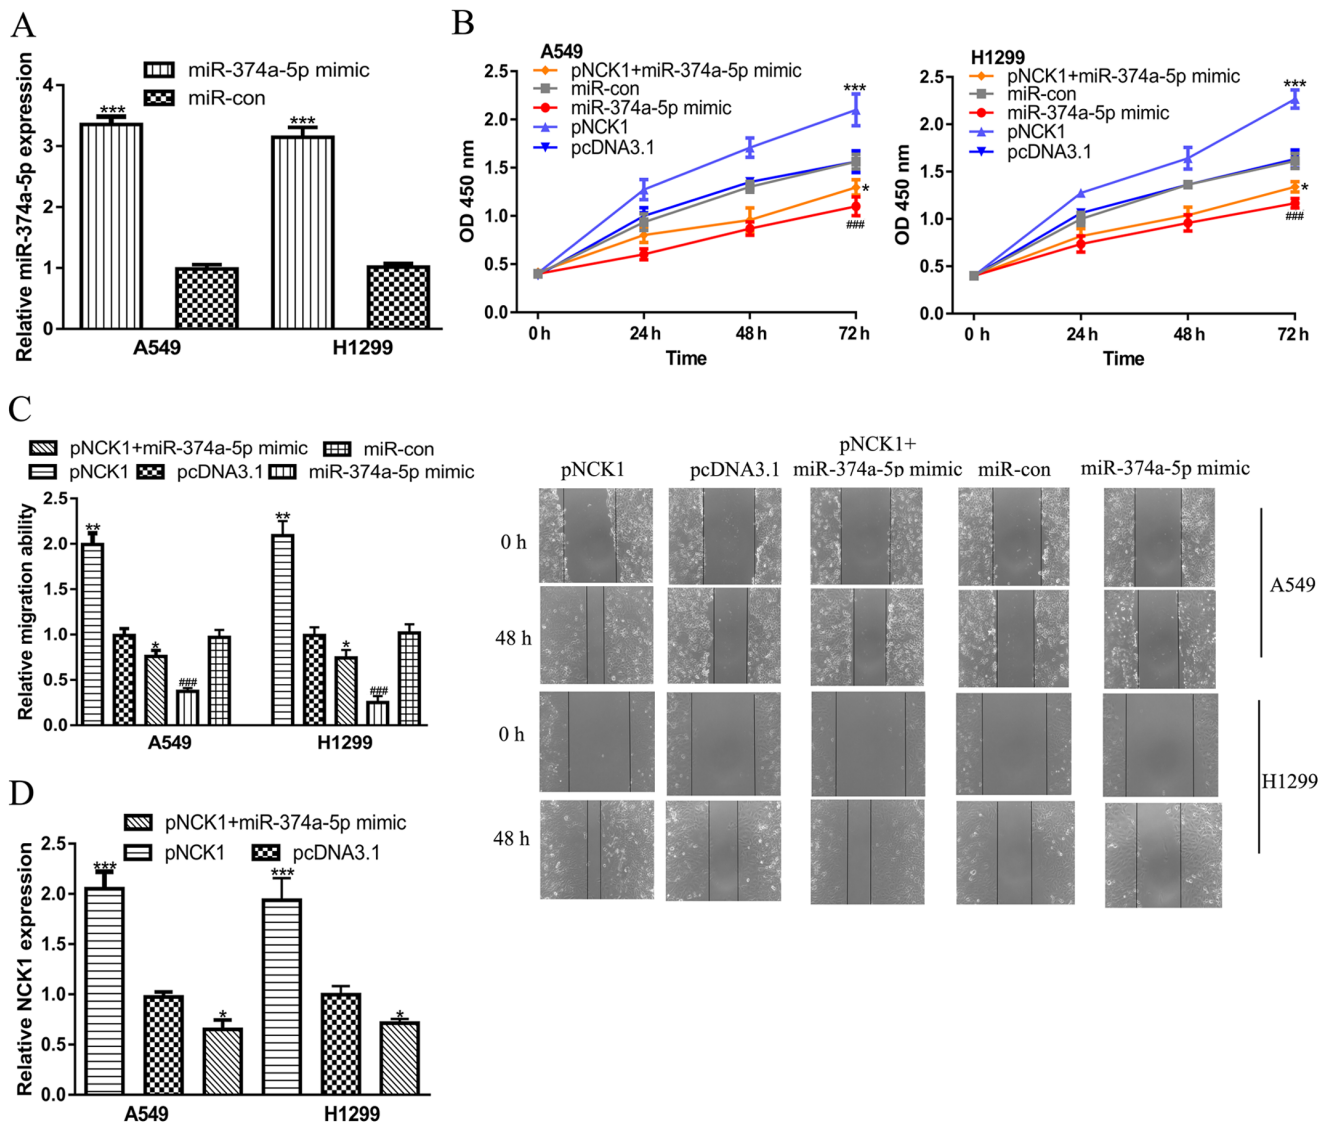 A
Relative miR-374a-5p expression
miR-374a-5p mimic
miR-con
4
3
2
1
0
***
***
A549
H1299
B
A549
pNCK1+miR-374a-5p mimic
miR-con
miR-374a-5p mimic
pNCK1
pcDNA3.1
OD 450 nm
2.5
2.0
1.5
1.0
0.5
0.0
***
*
###
0 h
24 h
48 h
72 h
Time
H1299
pNCK1+miR-374a-5p mimic
miR-con
miR-374a-5p mimic
pNCK1
pcDNA3.1
OD 450 nm
2.5
2.0
1.5
1.0
0.5
0.0
***
*
###
0 h
24 h
48 h
72 h
Time
C
pNCK1+miR-374a-5p mimic
miR-con
pNCK1
pcDNA3.1
miR-374a-5p mimic
Relative migration ability
2.5
2.0
1.5
1.0
0.5
0.0
**
*
###
**
*
###
A549
H1299
pNCK1
pcDNA3.1
pNCK1+
miR-374a-5p mimic
miR-con
miR-374a-5p mimic
0 h
48 h
A549
0 h
48 h
H1299
D
pNCK1+miR-374a-5p mimic
pNCK1
pcDNA3.1
Relative NCK1 expression
2.5
2.0
1.5
1.0
0.5
0.0
***
*
***
*
A549
H1299